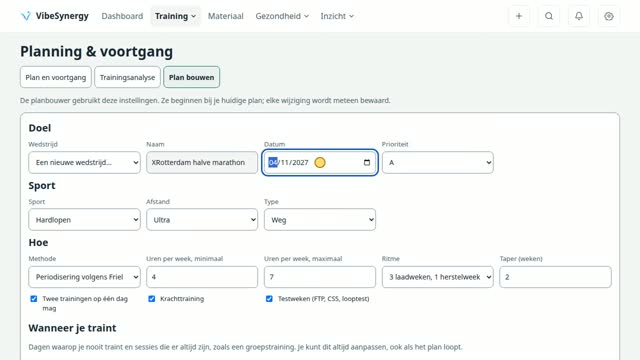 VibeSynergy Dashboard Training Materiaal Gezondheid Inzicht
Planning & voortgang
Plan en voortgang Trainingsanalyse Plan bouwen
De planbouwer gebruikt deze instellingen. Ze beginnen bij je huidige plan; elke wijziging wordt meteen bewaard.
Doel
Wedstrijd Naam Datum Prioriteit
Een nieuwe wedstrijd... XRotterdam halve marathon 04/11/2027 A
Sport
Sport Afstand Type
Hardlopen Ultra Weg
Hoe
Methode Uren per week, minimaal Uren per week, maximaal Ritme Taper (weken)
Periodisering volgens Friel 4 7 3 laadweken, 1 herstelweek 2
Twee trainingen op één dag Krachttraining Testweken (FTP, CSS, looptest)
mag
Wanneer je traint
Dagen waarop je nooit traint en sessies die er altijd zijn, zoals een groepstraining. Je kunt dit altijd aanpassen, ook als het plan loopt.